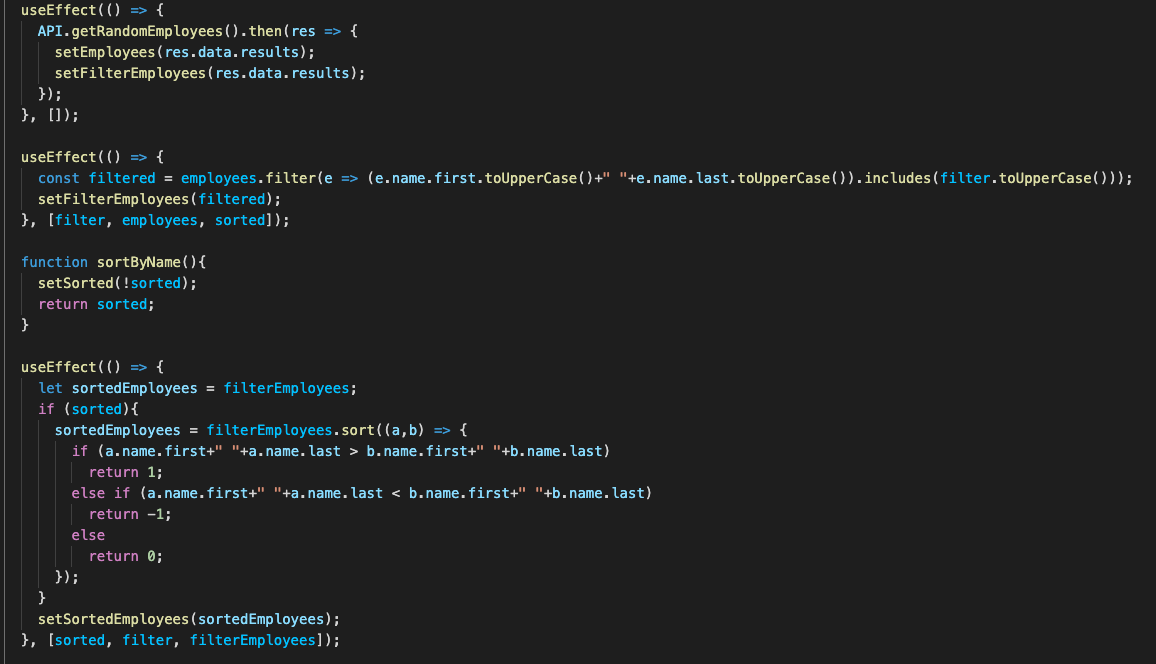 useEffect(() => {
  API.getRandomEmployees().then(res => {
    setEmployees(res.data.results);
    setFilterEmployees(res.data.results);
  });
}, []);

useEffect(() => {
  const filtered = employees.filter(e => (e.name.first.toUpperCase()+" "+e.name.last.toUpperCase()).includes(filter.toUpperCase()));
  setFilterEmployees(filtered);
}, [filter, employees, sorted]);

function sortByName(){
  setSorted(!sorted);
  return sorted;
}

useEffect(() => {
  let sortedEmployees = filterEmployees;
  if (sorted){
    sortedEmployees = filterEmployees.sort((a,b) => {
      if (a.name.first+" "+a.name.last > b.name.first+" "+b.name.last)
        return 1;
      else if (a.name.first+" "+a.name.last < b.name.first+" "+b.name.last)
        return -1;
      else
        return 0;
    });
  }
  setSortedEmployees(sortedEmployees);
}, [sorted, filter, filterEmployees]);